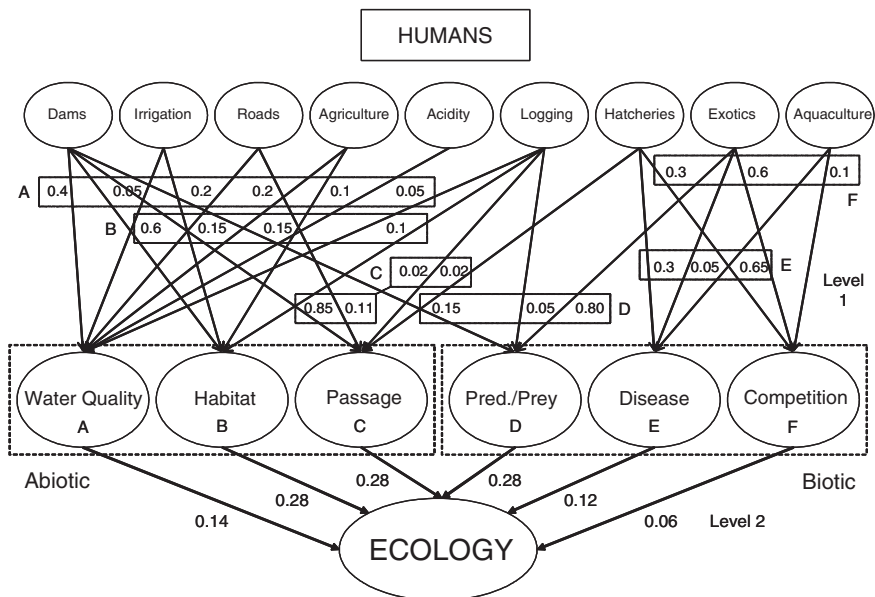 HUMANS
Dams Irrigation Roads Agriculture Acidity Logging Hatcheries Exotics Aquaculture
0.3 0.6 0.1
F
A 0.4 0.05 0.2 0.2 0.1 0.05
B 0.6 0.15 0.15 0.1
C 0.02 0.02
0.3 0.05 0.65 E
Level
1
0.85 0.11
0.15 0.05 0.80 D
Water Quality Habitat Passage Pred./Prey Disease Competition
A B C D E F
Abiotic
Biotic
0.28 0.28
0.28 0.12
0.14
0.06 Level 2
ECOLOGY